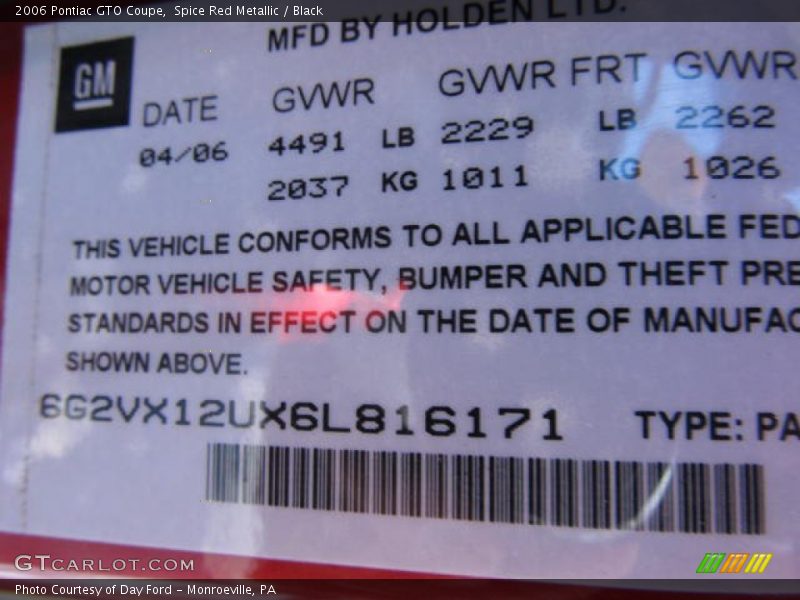 2006 Pontiac GTO Coupe,  Spice Red Metallic / Black
MFD BY HOLDEN LTD.
GM
DATE GVWR GVWR FRT GVWR
04/06 4491 LB 2229 LB 2262
2037 KG 1011 KG 1026
THIS VEHICLE CONFORMS TO ALL APPLICABLE FED
MOTOR VEHICLE SAFETY, BUMPER AND THEFT PRE
STANDARDS IN EFFECT ON THE DATE OF MANUFAC
SHOWN ABOVE.
6G2VX12UX6L816171 TYPE: PA
GTCARLOT.COM
Photo Courtesy of Day Ford – Monroeville, PA